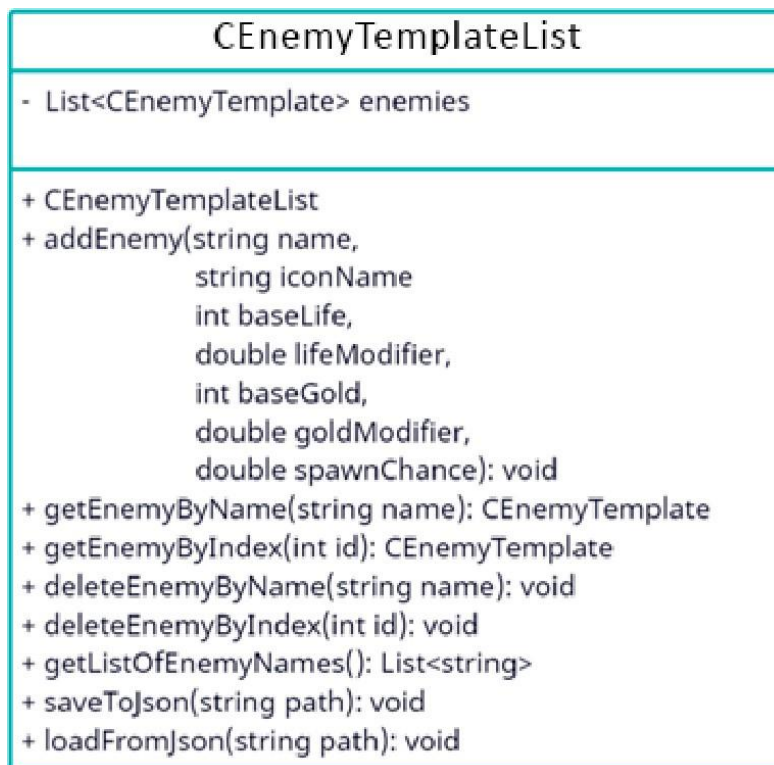 CEnemyTemplateList
- List<CEnemyTemplate> enemies
+ CEnemyTemplateList
+ addEnemy(string name,
string iconName
int baseLife,
double lifeModifier,
int baseGold,
double goldModifier,
double spawnChance): void
+ getEnemyByName(string name): CEnemyTemplate
+ getEnemyByIndex(int id): CEnemyTemplate
+ deleteEnemyByName(string name): void
+ deleteEnemyByIndex(int id): void
+ getListOfEnemyNames(): List<string>
+ saveToJson(string path): void
+ loadFromJson(string path): void